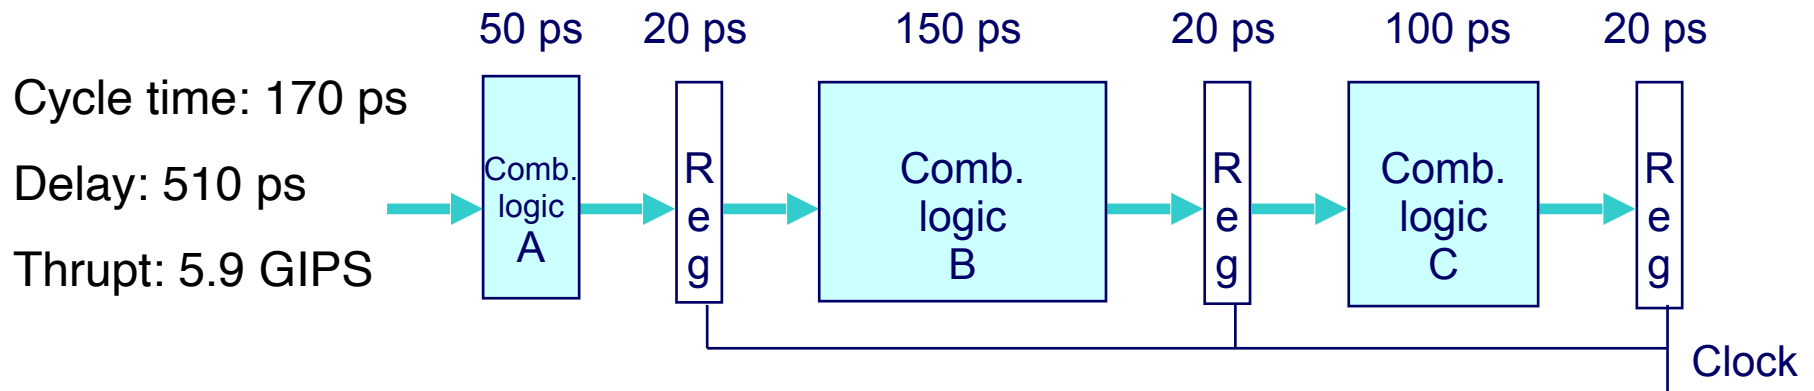 50 ps 20 ps 150 ps 20 ps 100 ps 20 ps
Cycle time: 170 ps
Delay: 510 ps
Thrupt: 5.9 GIPS
Comb.
logic
A
R
e
g
Comb.
logic
B
R
e
g
Comb.
logic
C
R
e
g
Clock